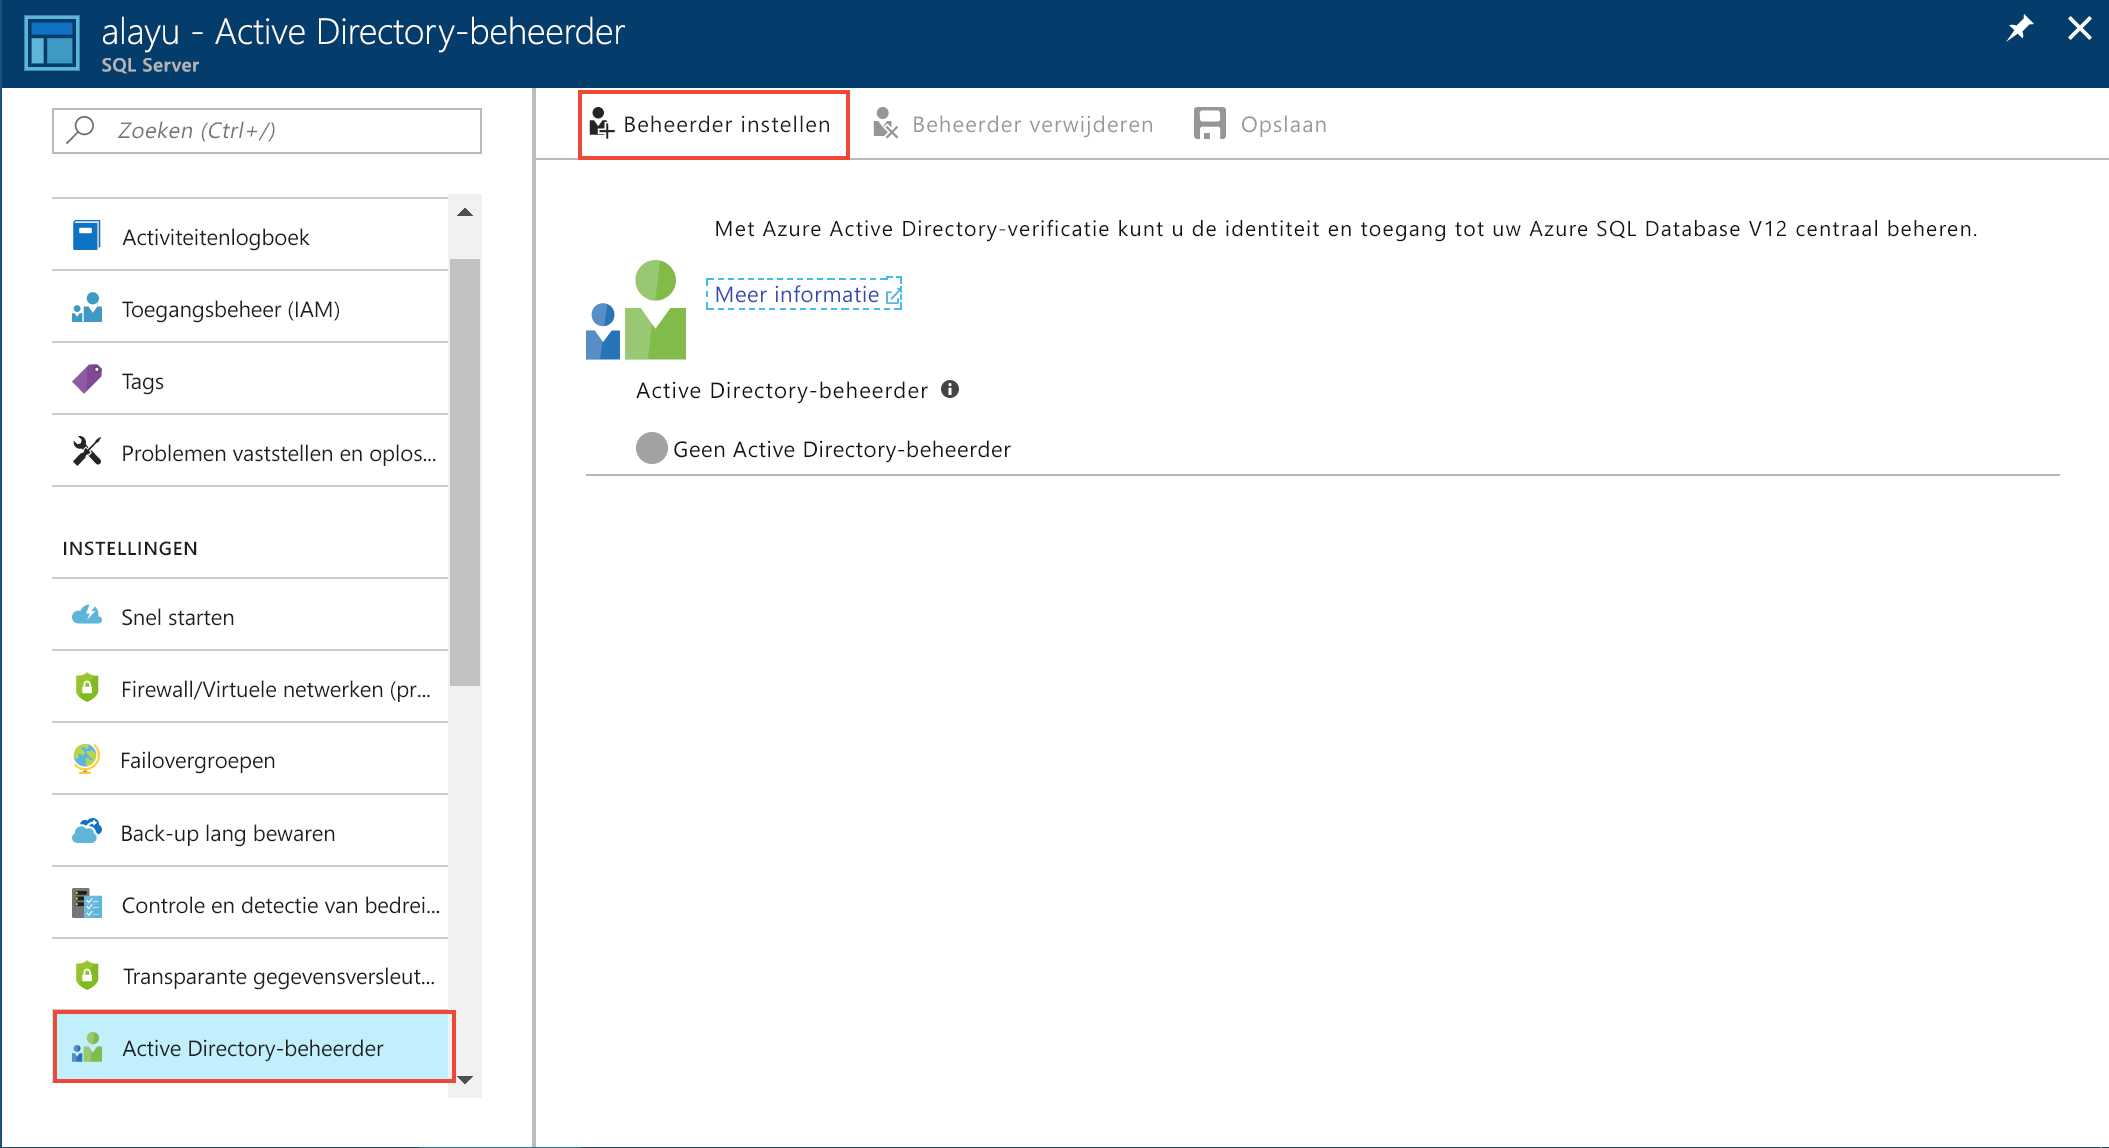 alayu - Active Directory-beheerder
SQL Server
Zoeken (Ctrl+/)
Activiteitenlogboek
Toegangsbeheer (IAM)
Tags
Problemen vaststellen en oplos...
INSTELLINGEN
Snel starten
Firewall/Virtuele netwerken (pr...
Failovergroepen
Back-up lang bewaren
Controle en detectie van bedrei...
Transparante gegevensversleut...
Active Directory-beheerder
Beheerder instellen
Beheerder verwijderen
Opslaan
Met Azure Active Directory-verificatie kunt u de identiteit en toegang tot uw Azure SQL Database V12 centraal beheren.
Meer informatie
Active Directory-beheerder
Geen Active Directory-beheerder